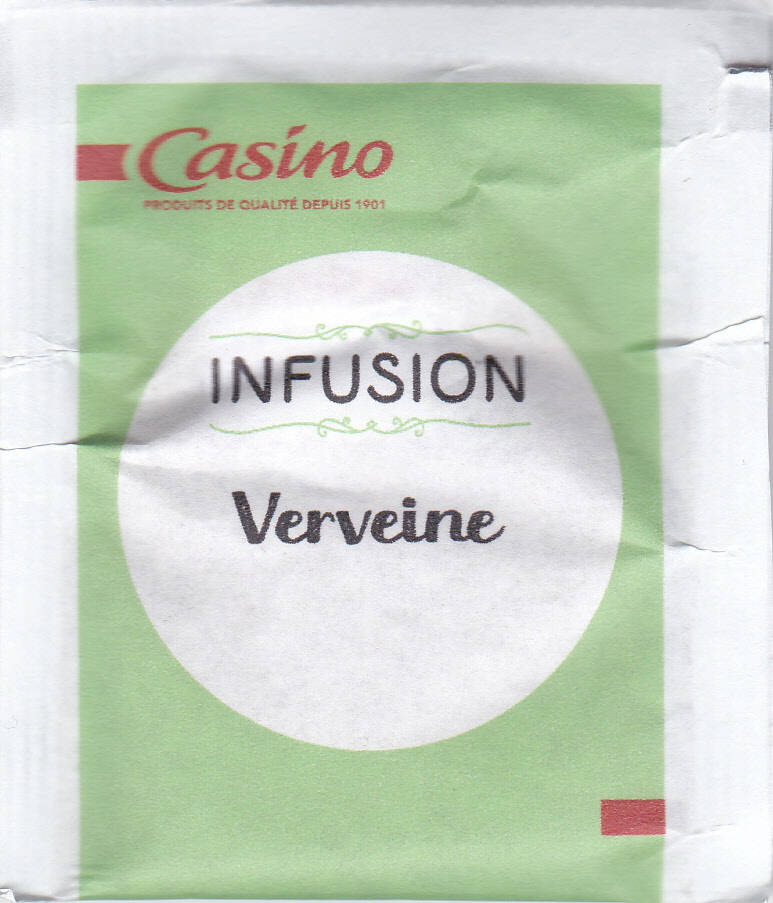 Casino
PRODUITS DE QUALITÉ DEPUIS 1901
INFUSION
Verveine